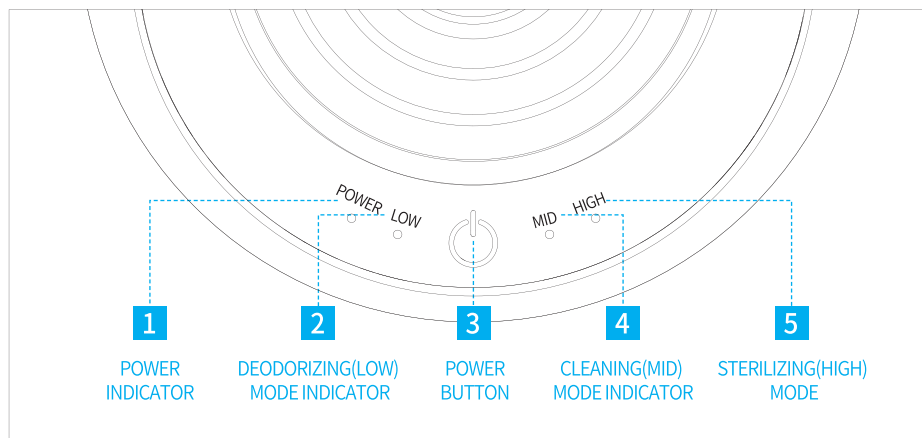 POWER
LOW
MID
HIGH
1
2
3
4
5
POWER
INDICATOR
DEODORIZING(LOW)
MODE INDICATOR
POWER
BUTTON
CLEANING(MID)
MODE INDICATOR
STERILIZING(HIGH)
MODE